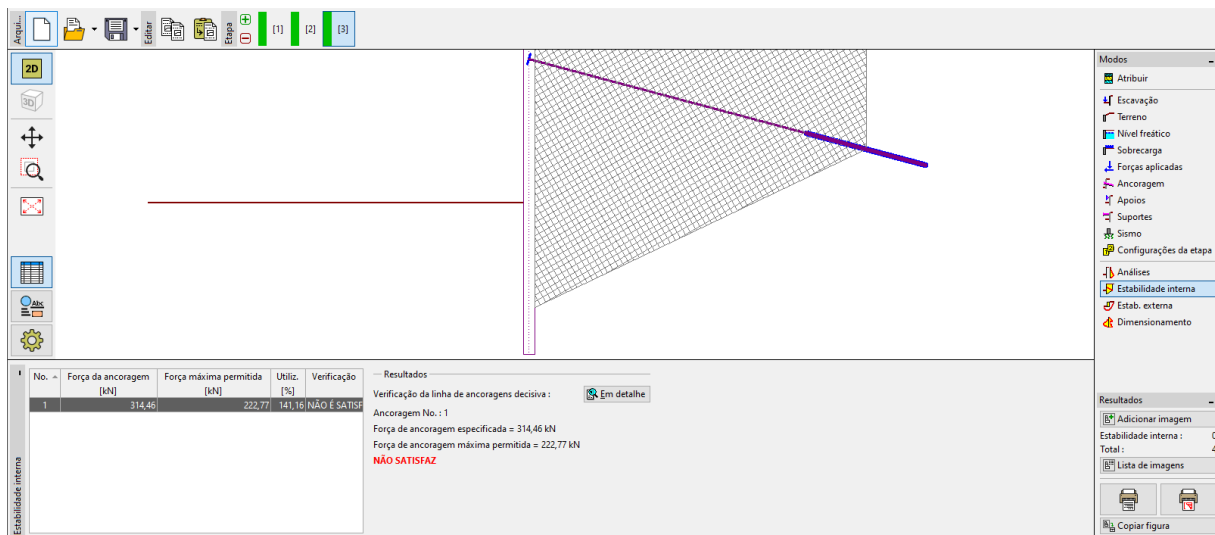 Arqui...
Editar
Etapa
[1]
[2]
[3]
2D
3D
Abc
Modos
Atribuir
Escavação
Terreno
Nível freático
Sobrecarga
Forças aplicadas
Ancoragem
Apoios
Suportes
Sismo
Configurações da etapa
Análises
Estabilidade interna
Estab. externa
Dimensionamento
No. Força da ancoragem Força máxima permitida Utiliz. Verificação
[kN] [kN] [%]
1 314,46 222,77 141,16 NÃO É SATISF
Resultados
Verificação da linha de ancoragens decisiva : Em detalhe
Ancoragem No. : 1
Força de ancoragem especificada = 314,46 kN
Força de ancoragem máxima permitida = 222,77 kN
NÃO SATISFAZ
Estabilidade interna
Resultados
Adicionar imagem
Estabilidade interna :
Total :
Lista de imagens
Copiar figura